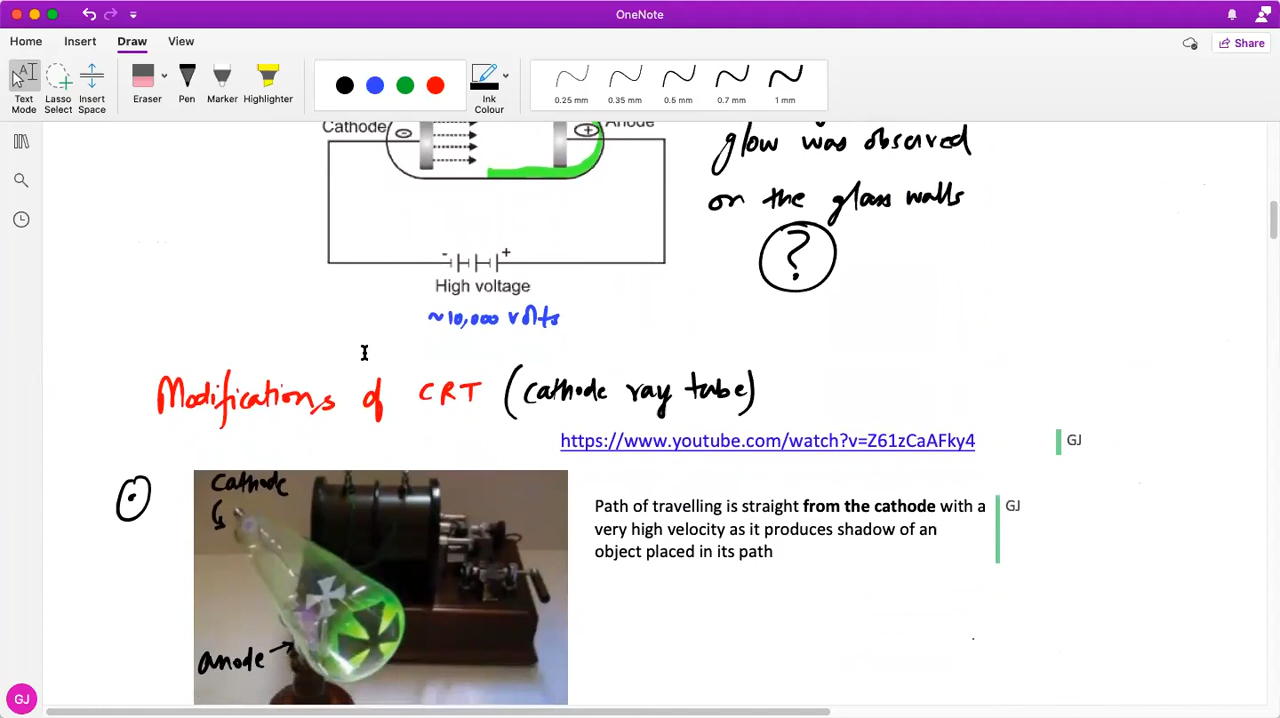 OneNote
Home Insert Draw View
Share
Text Mode
Lasso Select
Insert Space
Eraser
Pen
Marker
Highlighter
Ink Colour
0.25 mm
0.35 mm
0.5 mm
0.7 mm
1 mm
Cathode
-
+
Anode
glow was observed
on the glass walls
?
- +
High voltage
~10,000 volts
Modifications of CRT (cathode ray tube)
https://www.youtube.com/watch?v=Z61zCaAFky4
GJ
cathode
anode
Path of travelling is straight from the cathode with a
very high velocity as it produces shadow of an
object placed in its path
GJ
GJ